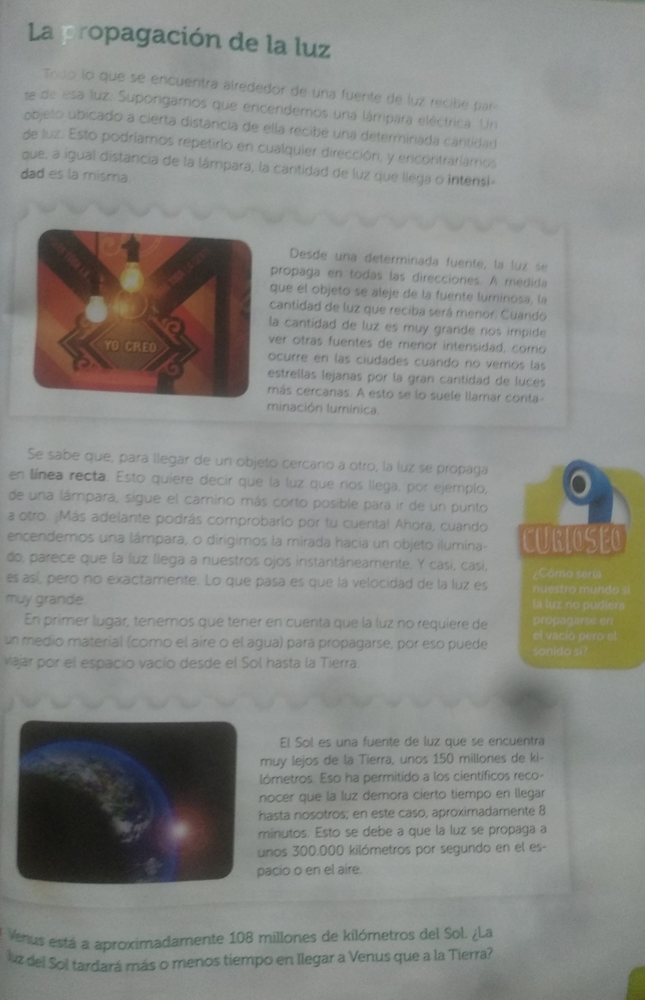 La propagación de la luz
Todo lo que se encuentra alrededor de una fuente de luz recibe par-
te de esa luz. Supongamos que encendemos una lámpara eléctrica. Un
objeto ubicado a cierta distancia de ella recibe una determinada cantidad
de luz. Esto podríamos repetirlo en cualquier dirección, y encontraríamos
que, a igual distancia de la lámpara, la cantidad de luz que llega o intensi-
dad es la misma.
YO CREO
Desde una determinada fuente, la luz se
propaga en todas las direcciones. A medida
que el objeto se aleje de la fuente luminosa, la
cantidad de luz que reciba será menor. Cuando
la cantidad de luz es muy grande nos impide
ver otras fuentes de menor intensidad, como
ocurre en las ciudades cuando no vemos las
estrellas lejanas por la gran cantidad de luces
más cercanas. A esto se lo suele llamar conta-
minación lumínica.
Se sabe que, para llegar de un objeto cercano a otro, la luz se propaga
en línea recta. Esto quiere decir que la luz que nos llega, por ejemplo,
de una lámpara, sigue el camino más corto posible para ir de un punto
a otro. ¡Más adelante podrás comprobarlo por tu cuenta! Ahora, cuando
encendemos una lámpara, o dirigimos la mirada hacia un objeto ilumina-
do, parece que la luz llega a nuestros ojos instantáneamente. Y casi, casi,
es así, pero no exactamente. Lo que pasa es que la velocidad de la luz es
muy grande.
En primer lugar, tenemos que tener en cuenta que la luz no requiere de
un medio material (como el aire o el agua) para propagarse, por eso puede
viajar por el espacio vacío desde el Sol hasta la Tierra.
CURIOSEO
¿Cómo sería
nuestro mundo si
la luz no pudiera
propagarse en
el vacío pero el
sonido sí?
El Sol es una fuente de luz que se encuentra
muy lejos de la Tierra, unos 150 millones de ki-
lómetros. Eso ha permitido a los científicos reco-
nocer que la luz demora cierto tiempo en llegar
hasta nosotros; en este caso, aproximadamente 8
minutos. Esto se debe a que la luz se propaga a
unos 300.000 kilómetros por segundo en el es-
pacio o en el aire.
Venus está a aproximadamente 108 millones de kilómetros del Sol. ¿La
luz del Sol tardará más o menos tiempo en llegar a Venus que a la Tierra?